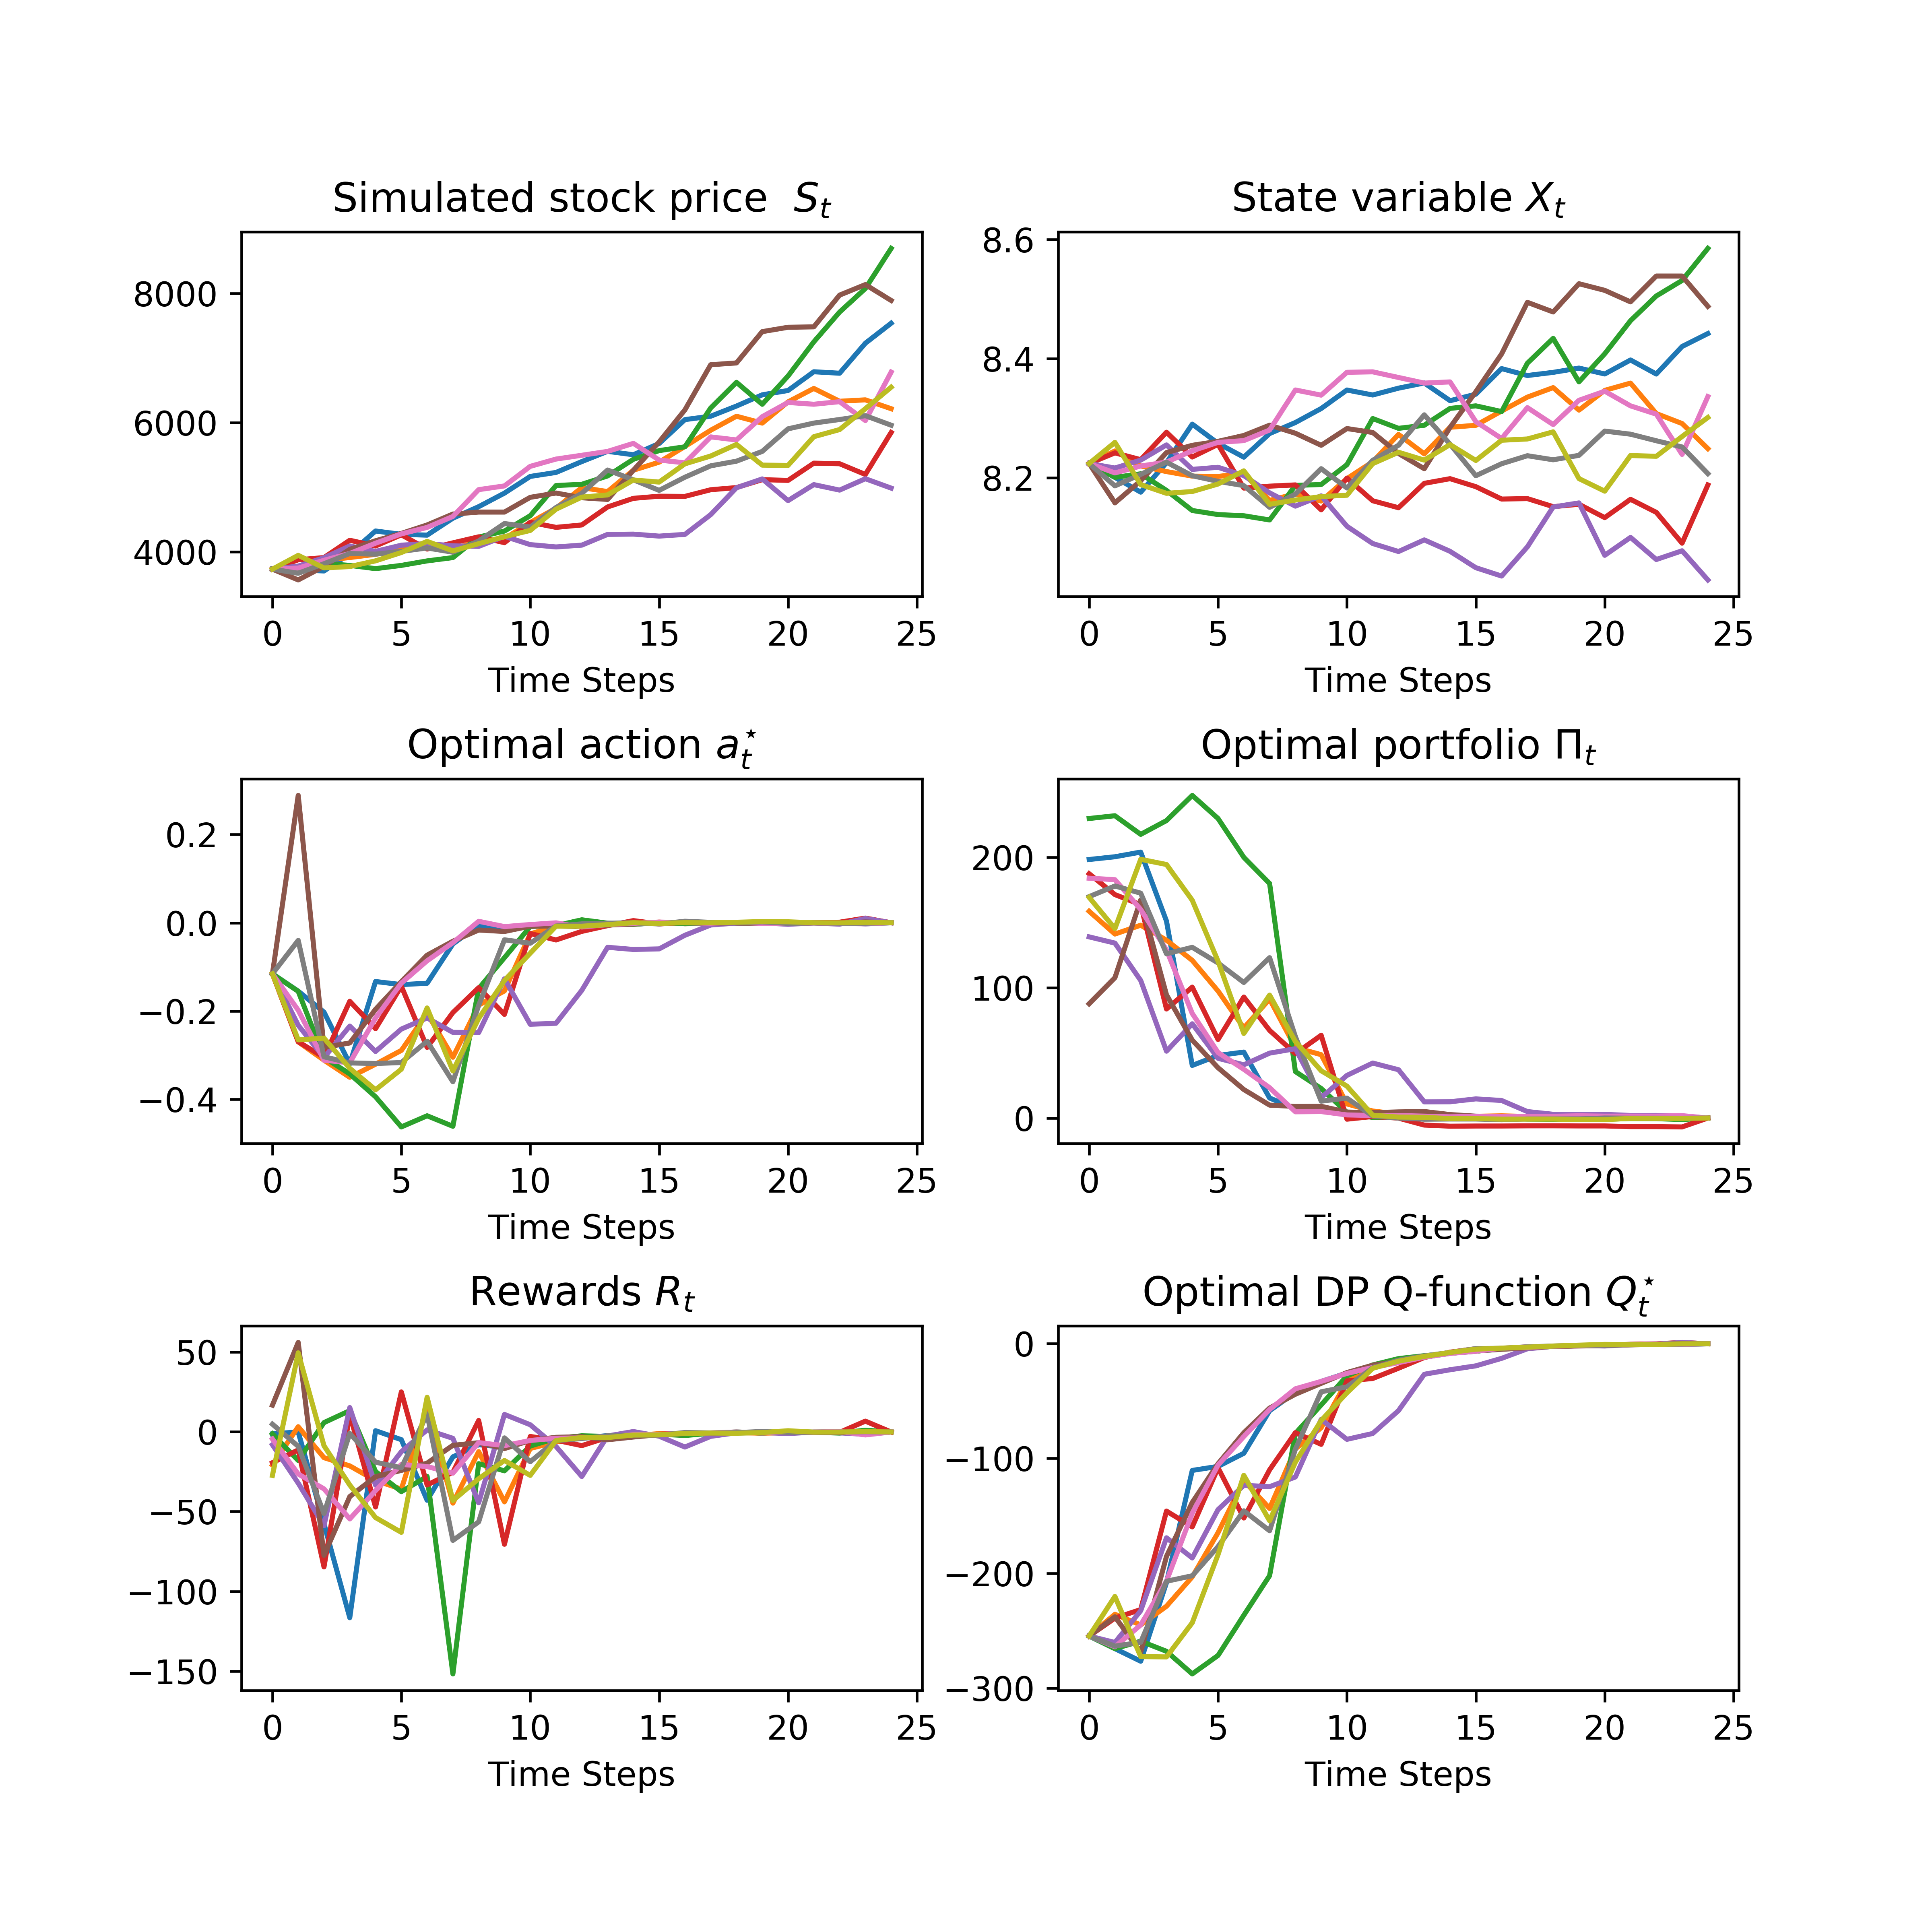 Simulated stock price S_t
8000
6000
4000
0 5 10 15 20 25
Time Steps
State variable X_t
8.6
8.4
8.2
0 5 10 15 20 25
Time Steps
Optimal action a_t^⋆
0.2
0.0
−0.2
−0.4
0 5 10 15 20 25
Time Steps
Optimal portfolio Π_t
200
100
0
0 5 10 15 20 25
Time Steps
Rewards R_t
50
0
−50
−100
−150
0 5 10 15 20 25
Time Steps
Optimal DP Q-function Q_t^⋆
0
−100
−200
−300
0 5 10 15 20 25
Time Steps